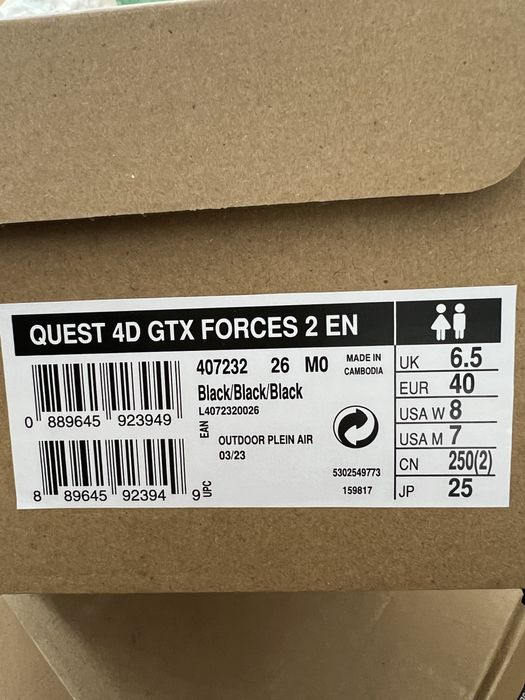 QUEST 4D GTX FORCES 2 EN
407232 26 M0
MADE IN
CAMBODIA
Black/Black/Black
L4072320026
0 889645 923949
EAN
OUTDOOR PLEIN AIR
03/23
8 89645 92394 9
UPC
5302549773
159817
UK 6.5
EUR 40
USA W 8
USA M 7
CN 250(2)
JP 25